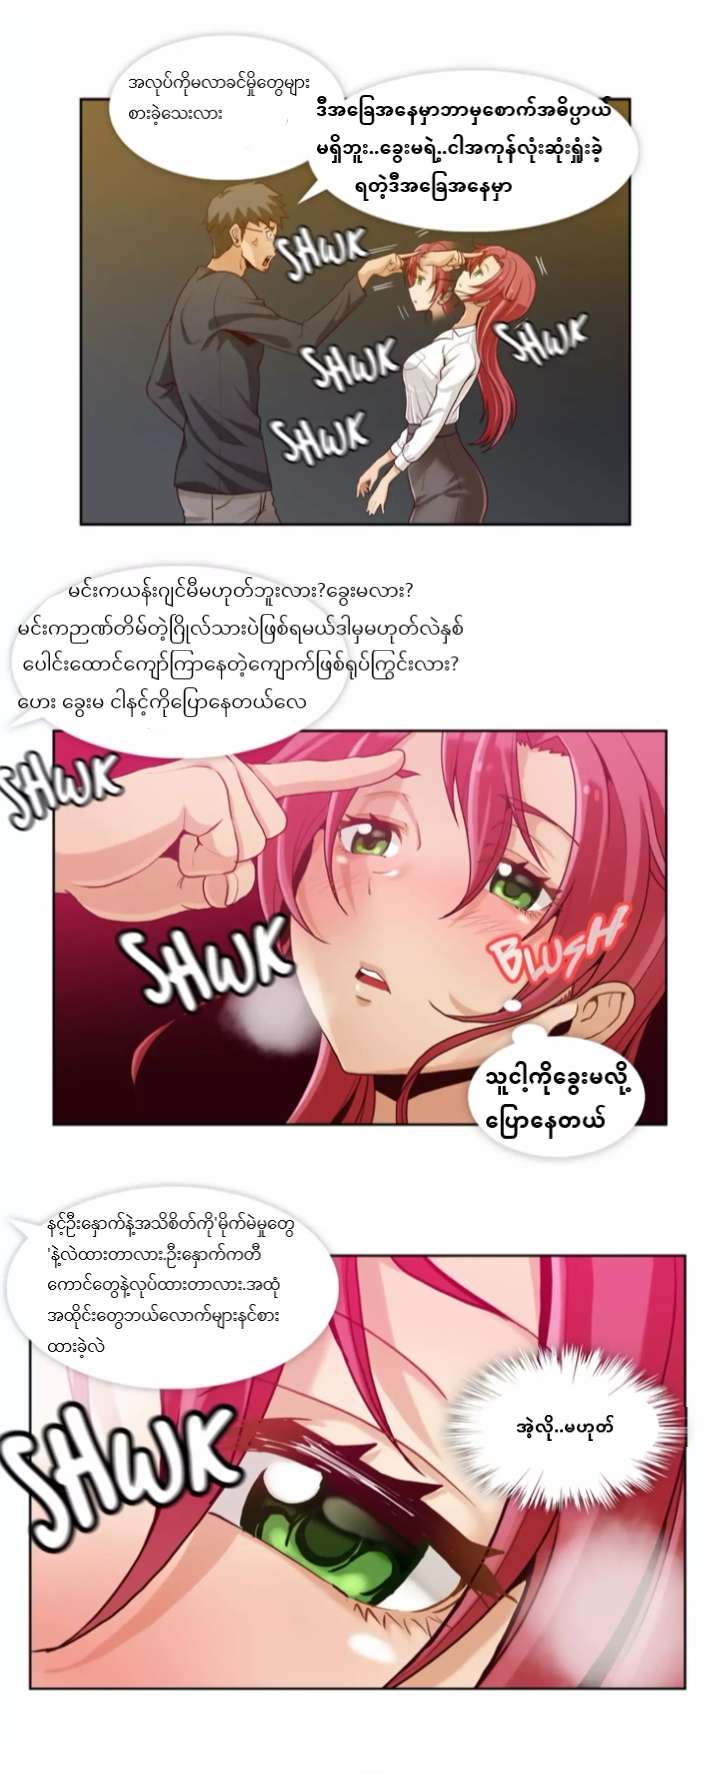 အလုပ်ကိုမလာခင်မှိုတွေများ
စားခဲ့သေးလား
ဒီအခြေအနေမှာဘာမှစောက်အဓိပ္ပာယ်
မရှိဘူး..ခွေးမရဲ့..ငါအကုန်လုံးဆုံးရှုံးခဲ့
ရတဲ့ဒီအခြေအနေမှာ
SHWK
SHWK
SHWK
SHWK
မင်းကယန်းဂျင်မီမဟုတ်ဘူးလား?ခွေးမလား?
မင်းကဉာဏ်တိမ်တဲ့ဂြိုလ်သားပဲဖြစ်ရမယ်ဒါမှမဟုတ်လဲနှစ်
ပေါင်းထောင်ကျော်ကြာနေတဲ့ကျောက်ဖြစ်ရုပ်ကြွင်းလား?
ဟေး ခွေးမ ငါနင့်ကိုပြောနေတယ်လေ
SHWK
SHWK
BLUSH
သူငါ့ကိုခွေးမလို့
ပြောနေတယ်
နင့်ဦးနှောက်နဲ့အသိစိတ်ကို'မိုက်မဲမှုတွေ
'နဲ့လဲထားတာလား.ဦးနှောက်ကတီ
ကောင်တွေနဲ့လုပ်ထားတာလား.အထုံ
အထိုင်းတွေဘယ်လောက်များနင်စား
ထားခဲ့လဲ
အဲ့လို..မဟုတ်
SHWK